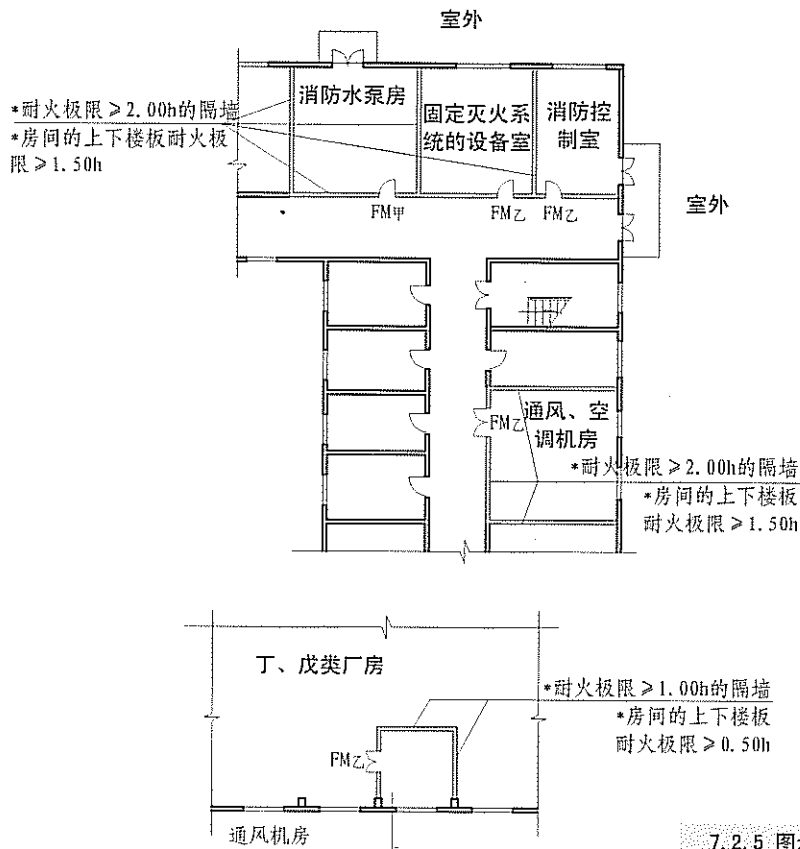 室外
消防水泵房
固定灭火系
统的设备室
消防控
制室
*耐火极限≥2.00h的隔墙
*房间的上下楼板耐火极
限≥1.50h
室外
FM甲
FM乙
FM乙
FM乙
通风、空
调机房
*耐火极限≥2.00h的隔墙
*房间的上下楼板
耐火极限≥1.50h
丁、戊类厂房
*耐火极限≥1.00h的隔墙
*房间的上下楼板
耐火极限≥0.50h
FM乙
通风机房
7.2.5 图